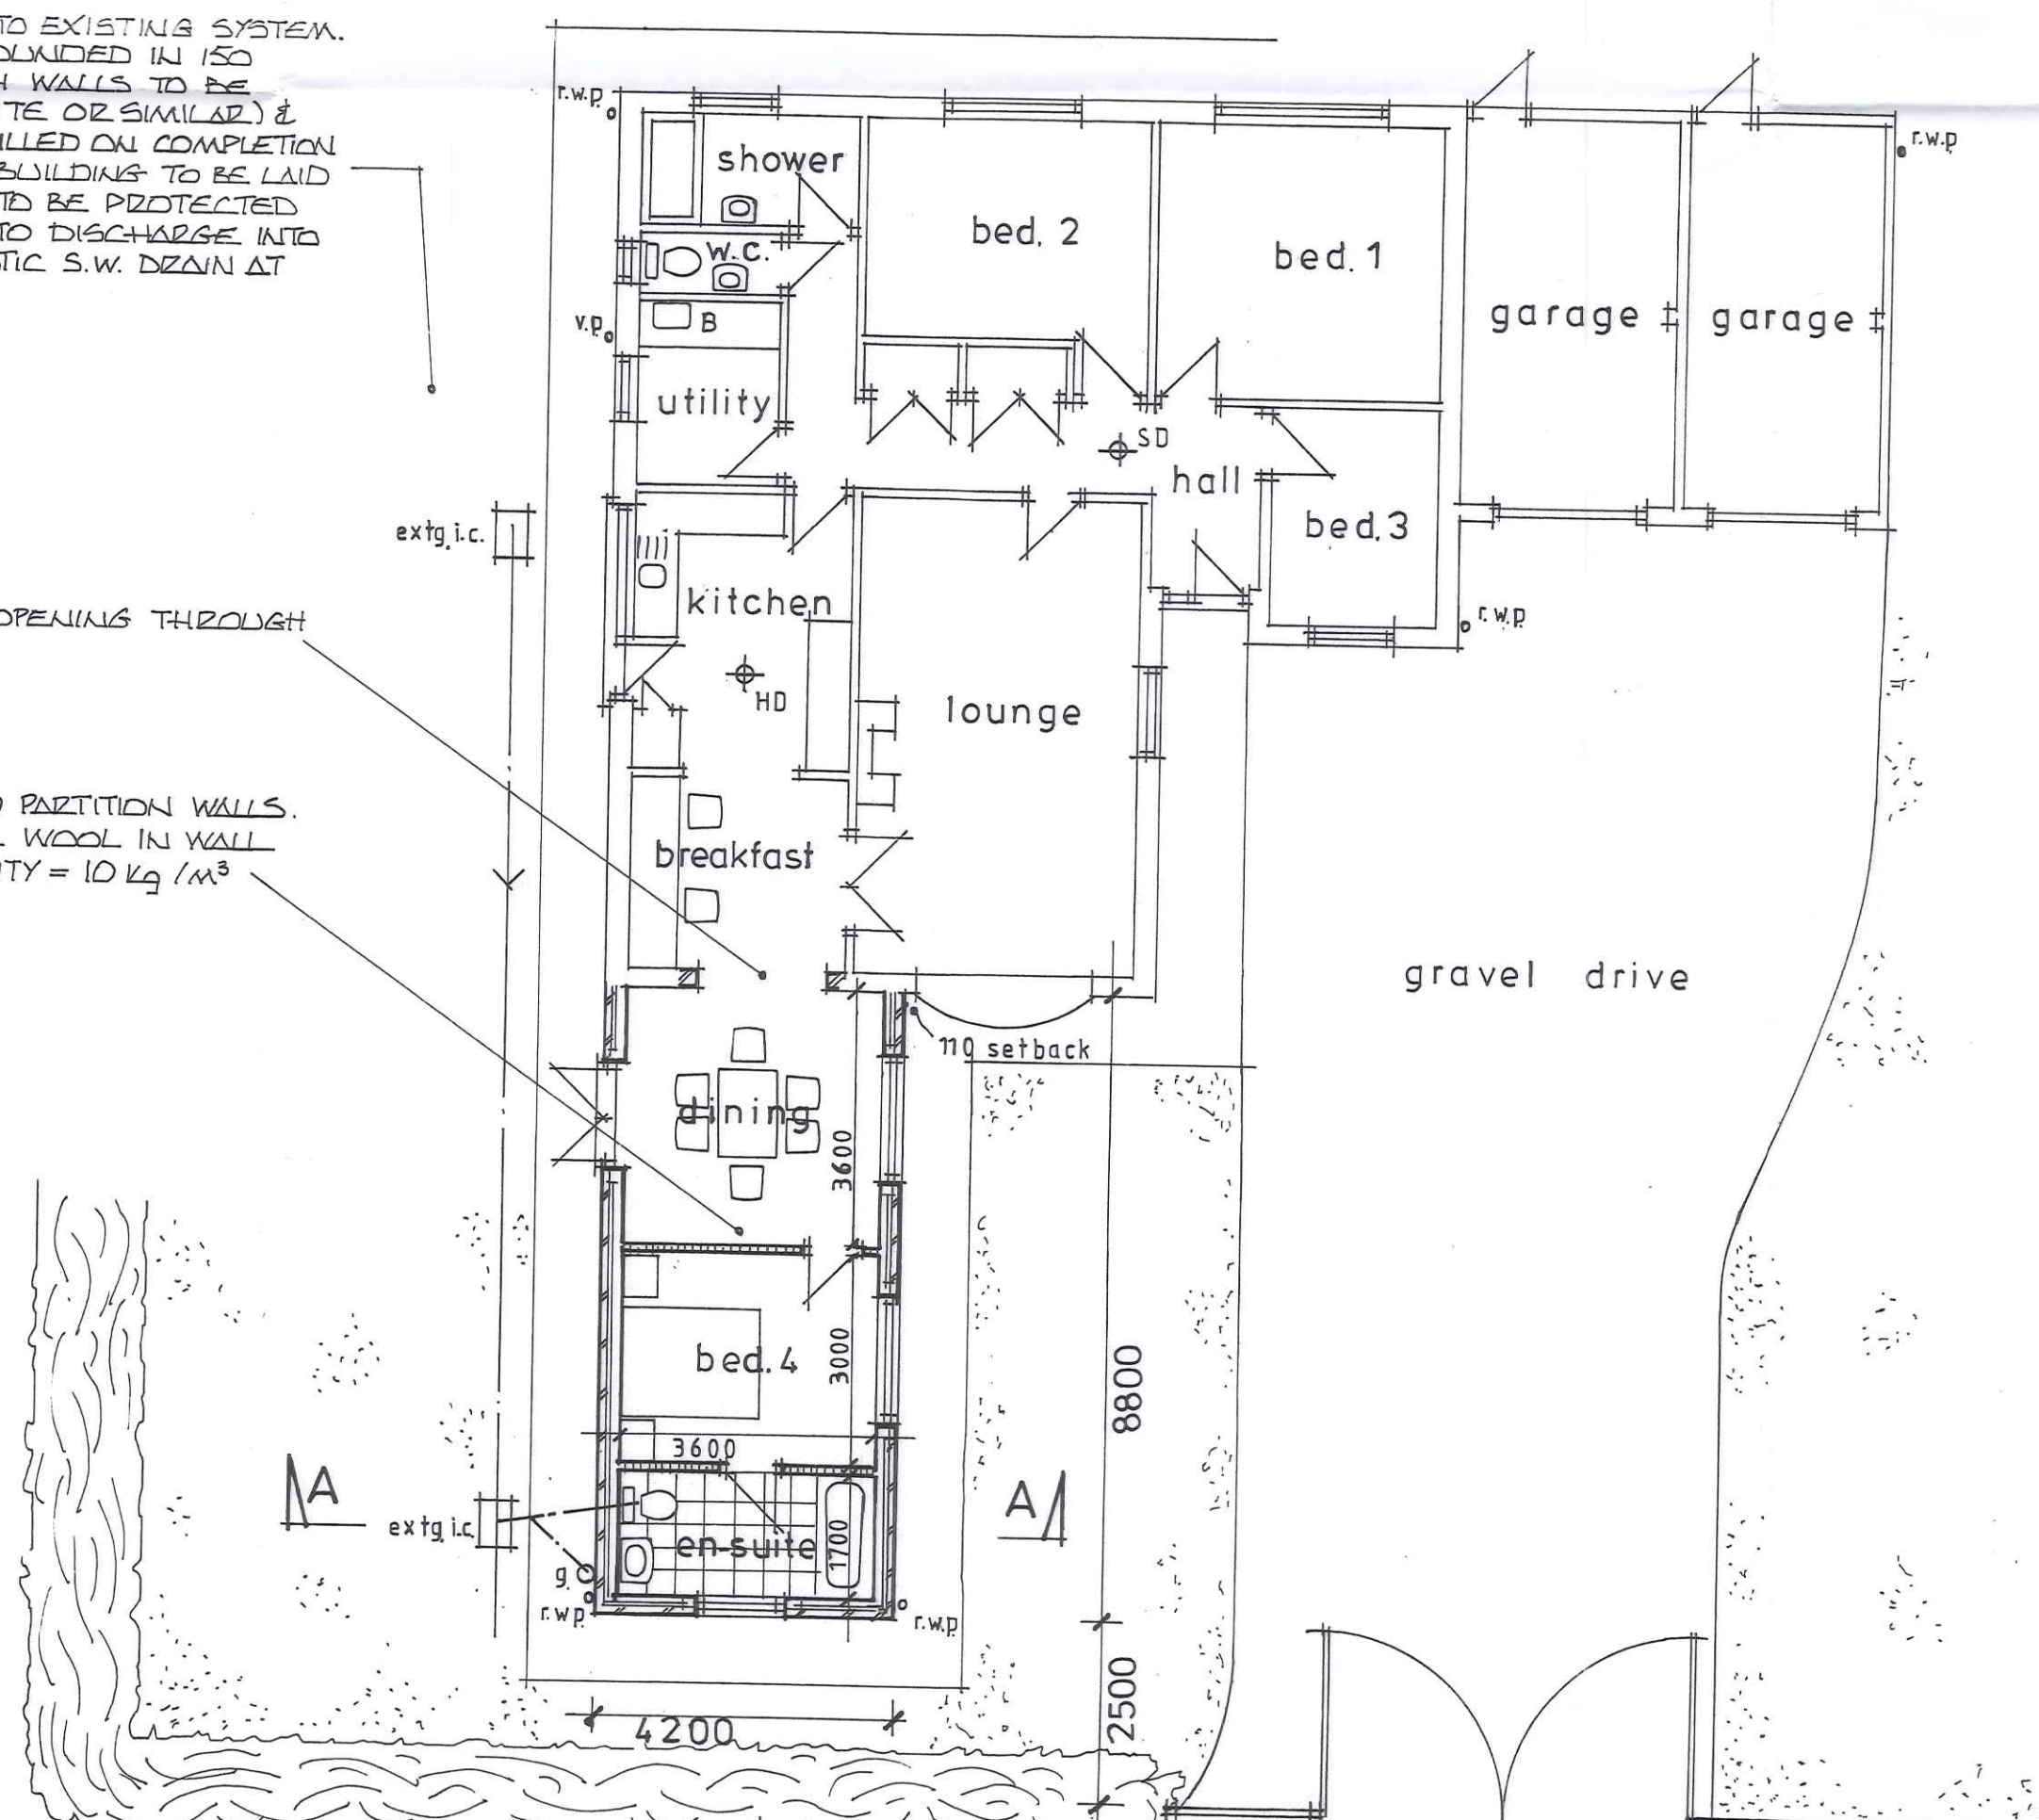 TO EXISTING SYSTEM.
OUNDED IN 150
H WALLS TO BE
TE OR SIMILAR) &
ILLED ON COMPLETION
BUILDING TO BE LAID
TO BE PROTECTED
TO DISCHARGE INTO
TIC S.W. DRAIN AT
r.w.p.
shower
bed. 2
bed. 1
r.w.p
w.c.
v.p.
B
garage
garage
utility
SD
hall
extg. i.c.
bed. 3
kitchen
OPENING THROUGH
r.w.p
HD
lounge
PARTITION WALLS.
WOOL IN WALL
ITY = 10 kg / m³
breakfast
gravel drive
110 setback
dining
3600
bed. 4
3000
8800
3600
A
A
extg. i.c.
en-suite
1700
g.
r.w.p.
r.w.p.
4200
2500